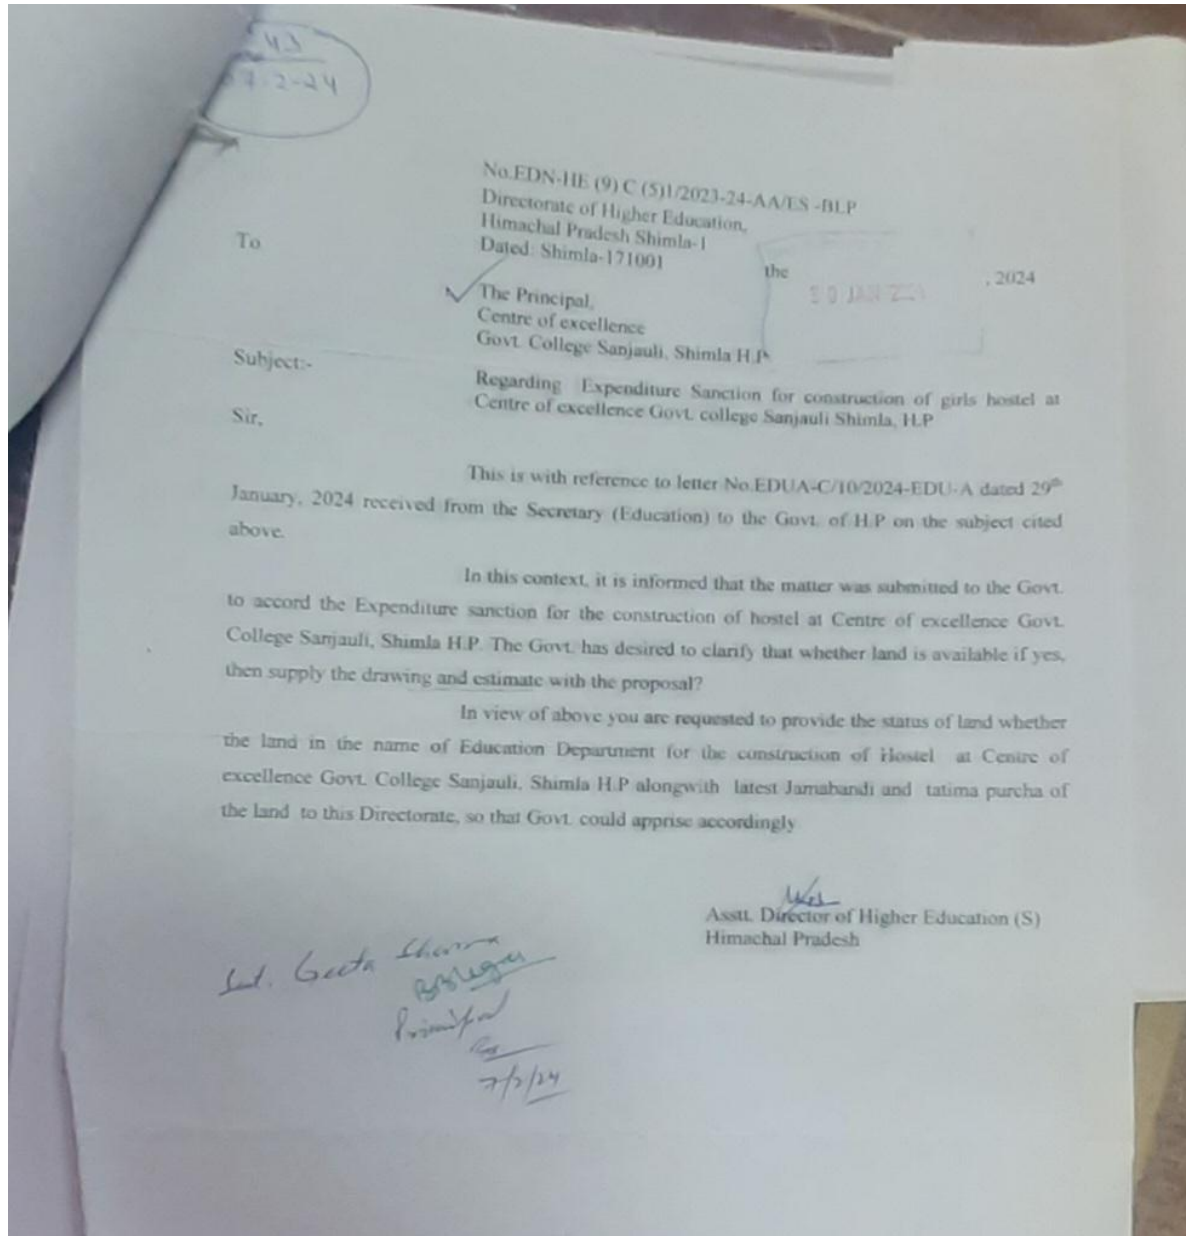 43
7-2-24
No.EDN-HE (9) C (5)1/2023-24-AA/ES -BLP
Directorate of Higher Education,
Himachal Pradesh Shimla-1
Dated: Shimla-171001 the , 2024
JAN
To
The Principal,
Centre of excellence
Govt. College Sanjauli, Shimla H.P.
Subject:-
Regarding Expenditure Sanction for construction of girls hostel at
Centre of excellence Govt. college Sanjauli Shimla, H.P
Sir,
This is with reference to letter No.EDUA-C/10/2024-EDU-A dated 29th
January, 2024 received from the Secretary (Education) to the Govt. of H.P on the subject cited
above.
In this context, it is informed that the matter was submitted to the Govt.
to accord the Expenditure sanction for the construction of hostel at Centre of excellence Govt.
College Sanjauli, Shimla H.P. The Govt. has desired to clarify that whether land is available if yes,
then supply the drawing and estimate with the proposal?
In view of above you are requested to provide the status of land whether
the land in the name of Education Department for the construction of Hostel at Centre of
excellence Govt. College Sanjauli, Shimla H.P alongwith latest Jamabandi and tatima purcha of
the land to this Directorate, so that Govt. could apprise accordingly
Asstt. Director of Higher Education (S)
Himachal Pradesh
Geeta Sharma
Principal
7/2/24